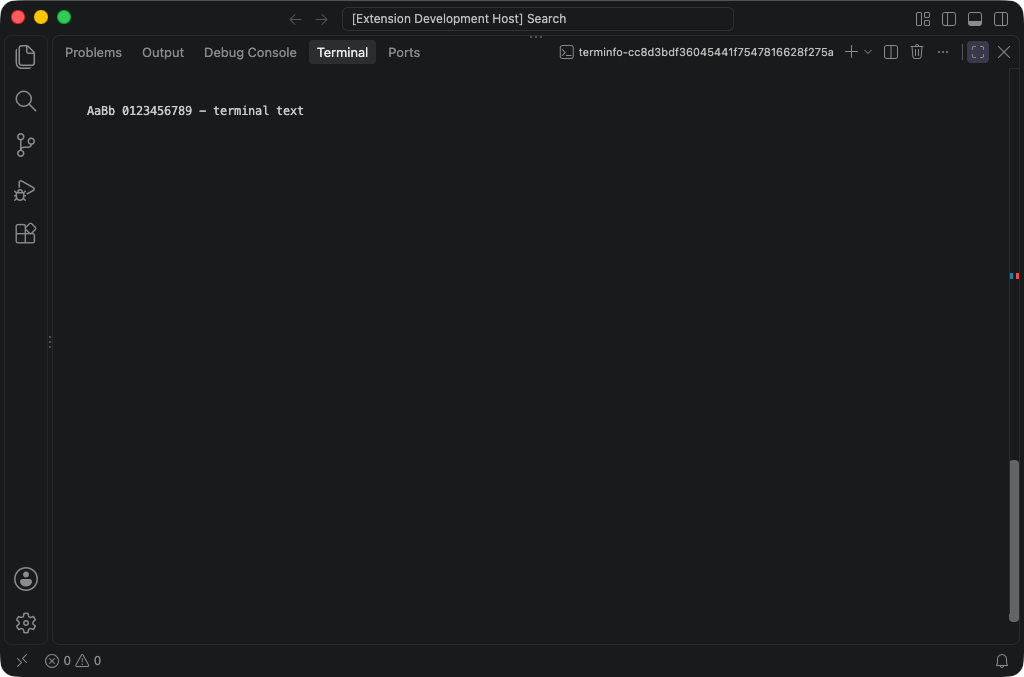 [Extension Development Host] Search
Problems Output Debug Console Terminal Ports
terminfo-cc8d3bdf36045441f7547816628f275a
AaBb 0123456789 – terminal text
0 0